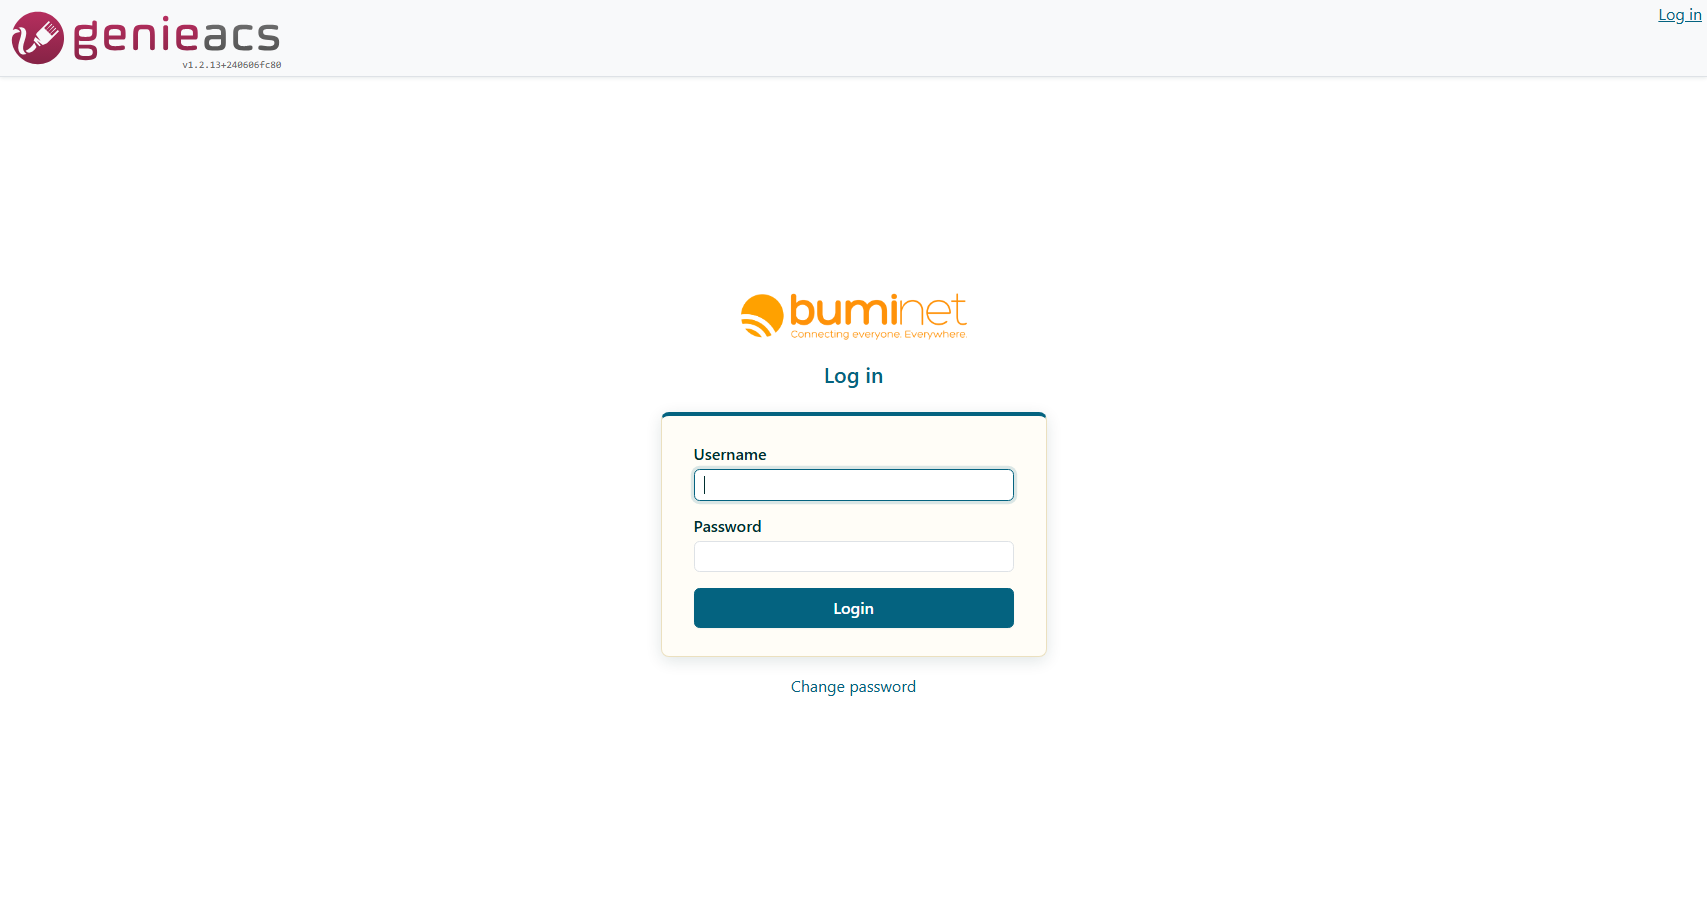 genieacs
v1.2.13+240606fc80
Log in
buminet
Connecting everyone. Everywhere.
Log in
Username
Password
Login
Change password